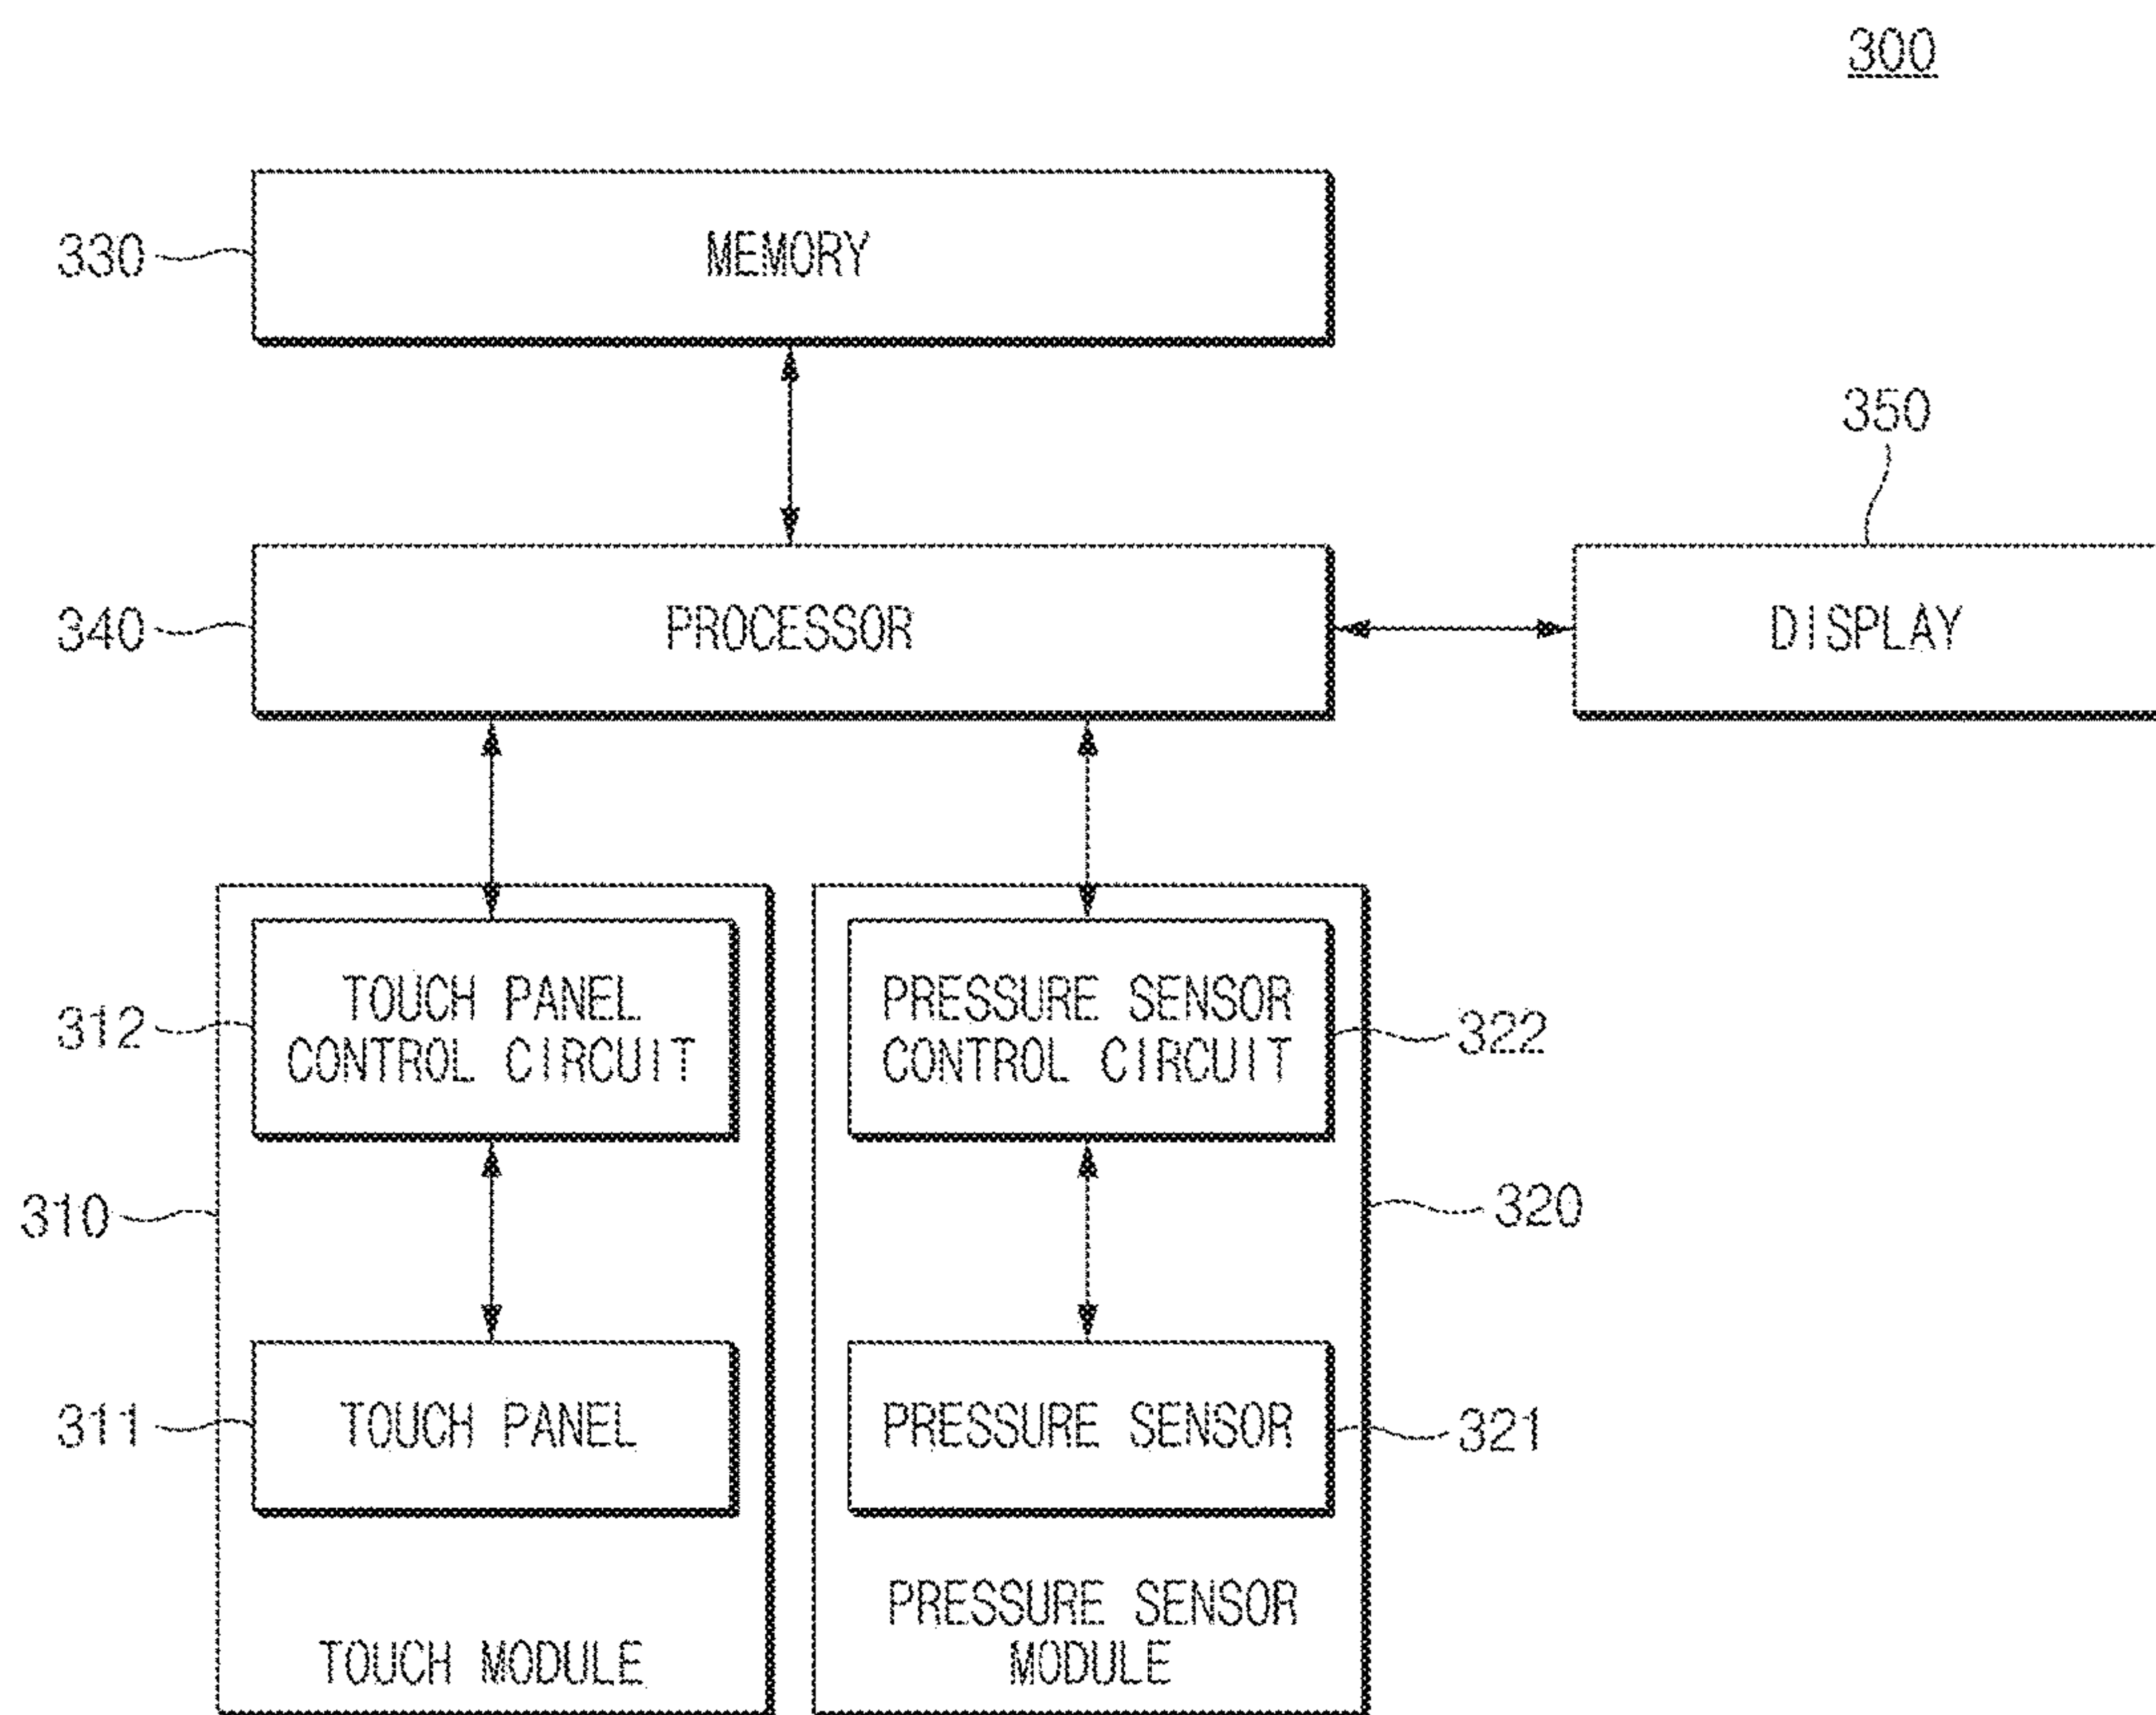 300
330
MEMORY
350
340
PROCESSOR
DISPLAY
312
TOUCH PANEL
CONTROL CIRCUIT
PRESSURE SENSOR
CONTROL CIRCUIT
322
310
320
311
TOUCH PANEL
PRESSURE SENSOR
321
TOUCH MODULE
PRESSURE SENSOR
MODULE